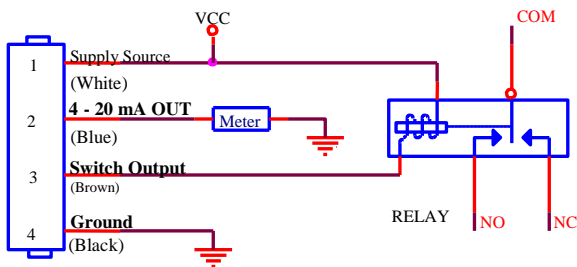 VCC
COM
1 Supply Source
(White)
2 4 - 20 mA OUT
(Blue)
Meter
3 Switch Output
(Brown)
RELAY
NO
NC
4 Ground
(Black)